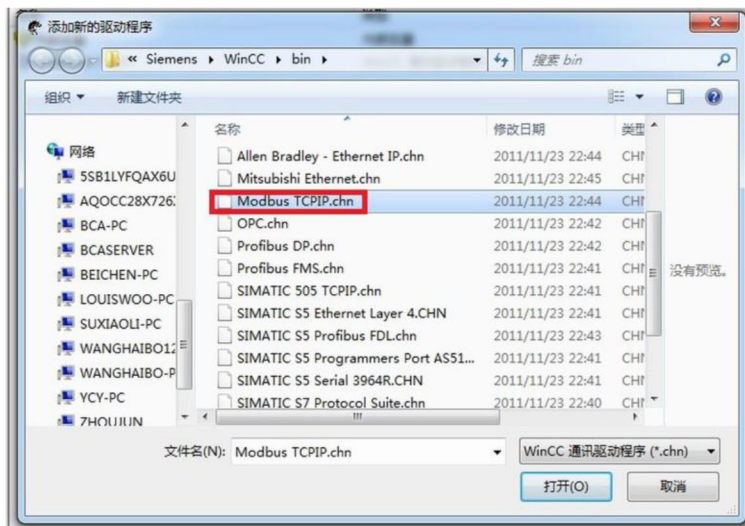 添加新的驱动程序
« Siemens ▸ WinCC ▸ bin ▸
搜索 bin
组织 ▼ 新建文件夹
名称 修改日期 类型
网络
5SB1LYFQAX6U
AQOCC28X726
BCA-PC
BCASERVER
BEICHEN-PC
LOUISWOO-PC
SUXIAOLI-PC
WANGHAIBO12
WANGHAIBO-P
YCY-PC
ZHOUJUN
Allen Bradley - Ethernet IP.chn 2011/11/23 22:44 CHN
Mitsubishi Ethernet.chn 2011/11/23 22:45 CHN
Modbus TCPIP.chn 2011/11/23 22:44 CHN
OPC.chn 2011/11/23 22:42 CHN
Profibus DP.chn 2011/11/23 22:42 CHN
Profibus FMS.chn 2011/11/23 22:41 CHN
SIMATIC 505 TCPIP.chn 2011/11/23 22:41 CHN
SIMATIC S5 Ethernet Layer 4.CHN 2011/11/23 22:41 CHN
SIMATIC S5 Profibus FDL.chn 2011/11/23 22:43 CHN
SIMATIC S5 Programmers Port AS51... 2011/11/23 22:41 CHN
SIMATIC S5 Serial 3964R.CHN 2011/11/23 22:41 CHN
SIMATIC S7 Protocol Suite.chn 2011/11/23 22:40 CHN
没有预览。
文件名(N): Modbus TCPIP.chn
WinCC 通讯驱动程序 (*.chn)
打开(O) 取消